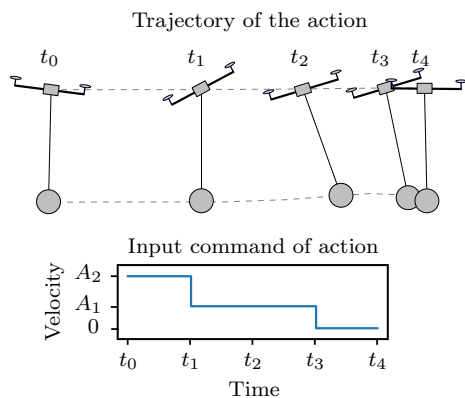 Trajectory of the action
t0 t1 t2 t3 t4
Input command of action
Velocity
A2
A1
0
t0 t1 t2 t3 t4
Time